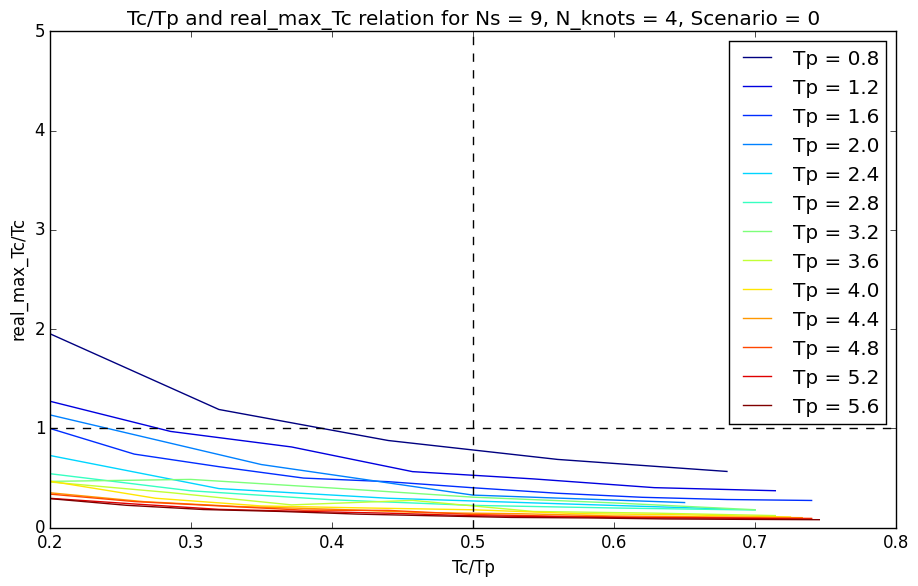 Tc/Tp and real_max_Tc relation for Ns = 9, N_knots = 4, Scenario = 0
5
4
3
2
1
0
real_max_Tc/Tc
Tp = 0.8
Tp = 1.2
Tp = 1.6
Tp = 2.0
Tp = 2.4
Tp = 2.8
Tp = 3.2
Tp = 3.6
Tp = 4.0
Tp = 4.4
Tp = 4.8
Tp = 5.2
Tp = 5.6
0.2 0.3 0.4 0.5 0.6 0.7 0.8
Tc/Tp